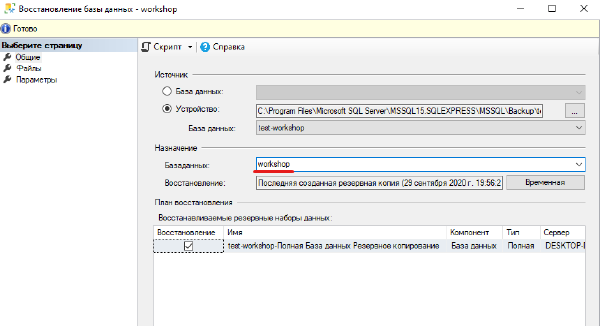 Восстановление базы данных - workshop
Готово
Выберите страницу
Общие
Файлы
Параметры
Скрипт Справка
Источник
База данных:
Устройство: C:\Program Files\Microsoft SQL Server\MSSQL15.SQLEXPRESS\MSSQL\Backup\te ...
База данных: test-workshop
Назначение
Базаданных: workshop
Восстановление: Последняя созданная резервная копия (29 сентября 2020 г. 19:56:2 Временная
План восстановления
Восстанавливаемые резервные наборы данных:
Восстановление Имя Компонент Тип Сервер
test-workshop-Полная База данных Резервное копирование База данных Полная DESKTOP-